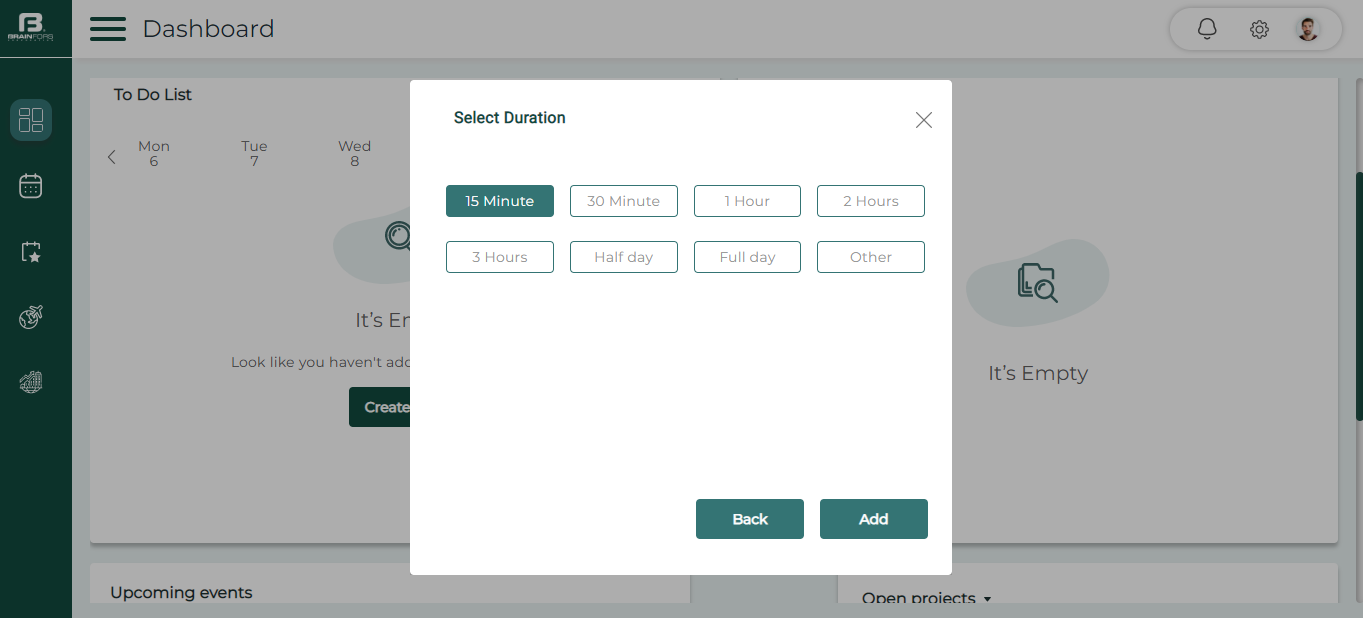 BRAINFORS
Dashboard
To Do List
Mon Tue Wed
6 7 8
It's Em
Look like you haven't add
Create
Select Duration
15 Minute 30 Minute 1 Hour 2 Hours
3 Hours Half day Full day Other
Back Add
It's Empty
Upcoming events
Open projects